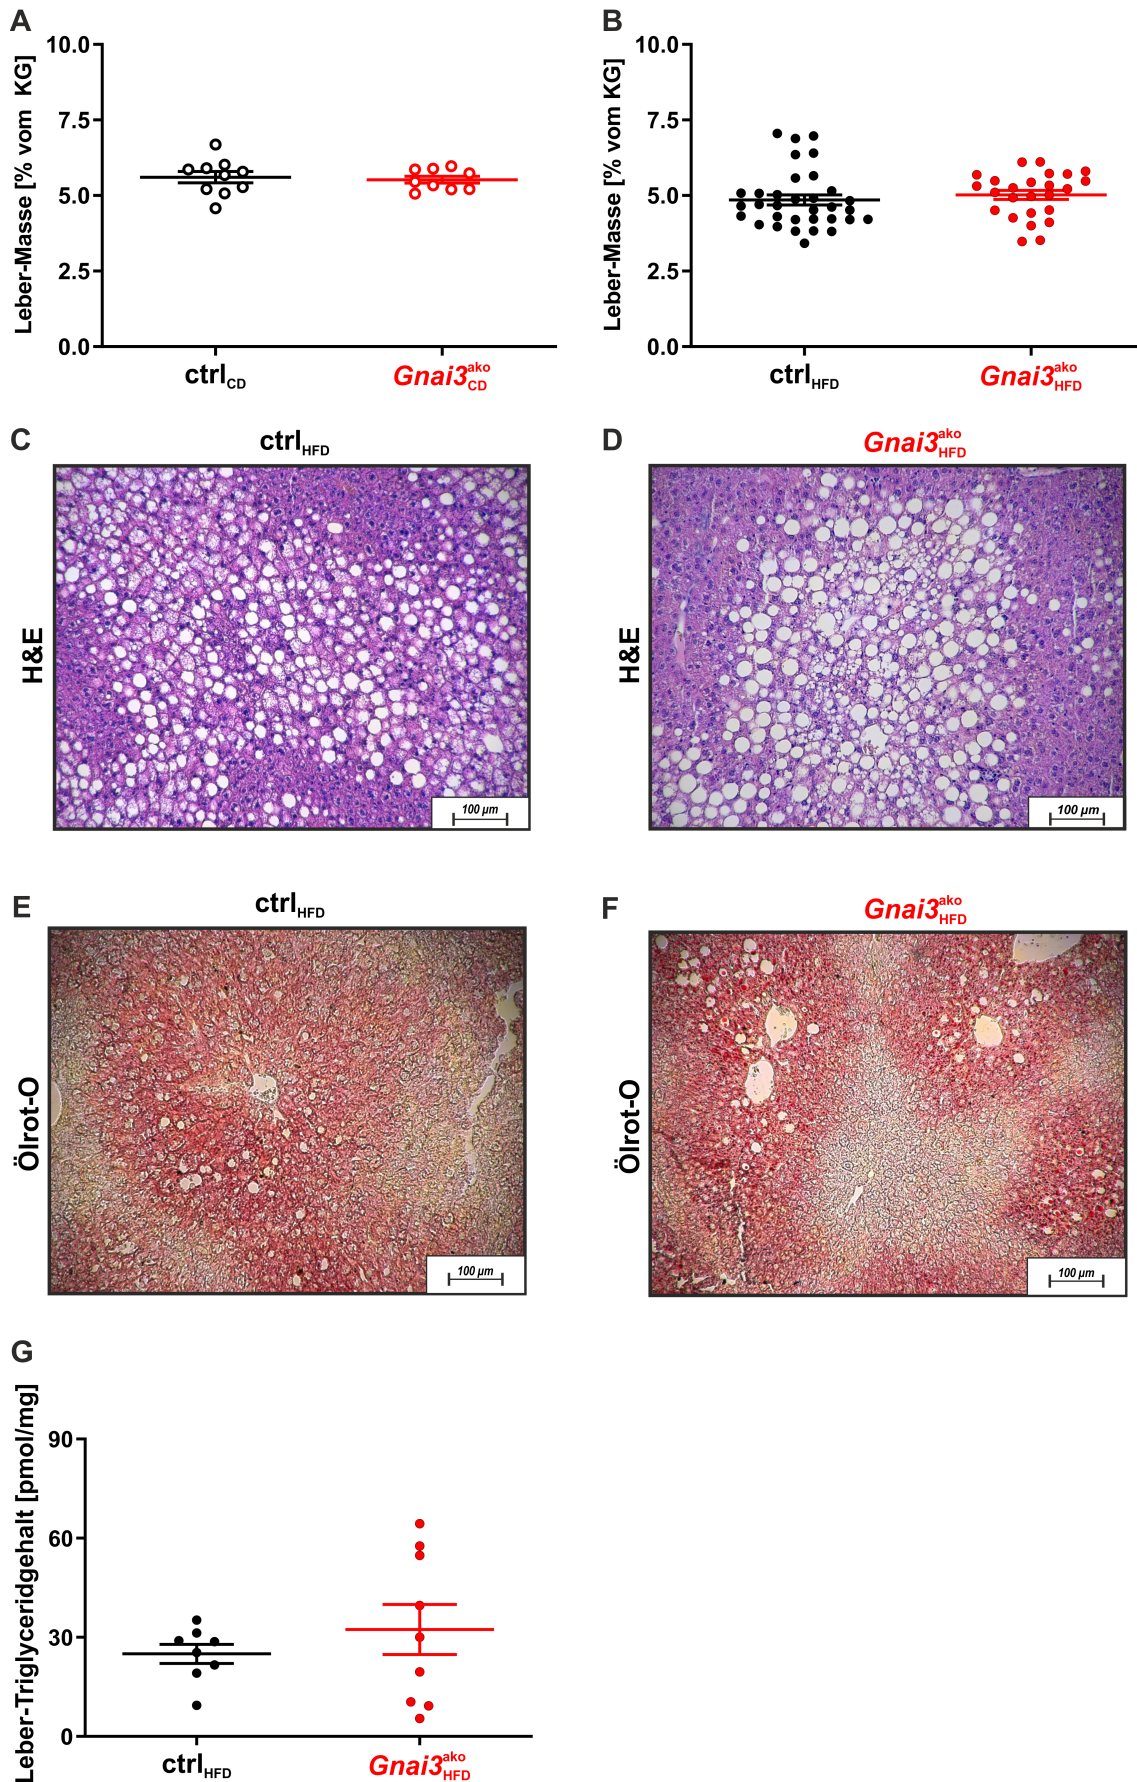 A
Leber-Masse [% vom KG]
10.0
7.5
5.0
2.5
0.0
ctrlCD
Gnai3akoCD
B
Leber-Masse [% vom KG]
10.0
7.5
5.0
2.5
0.0
ctrlHFD
Gnai3akoHFD
C
ctrlHFD
H&E
100 µm
D
Gnai3akoHFD
H&E
100 µm
E
ctrlHFD
Ölrot-O
100 µm
F
Gnai3akoHFD
Ölrot-O
100 µm
G
Leber-Triglyceridgehalt [pmol/mg]
90
60
30
0
ctrlHFD
Gnai3akoHFD